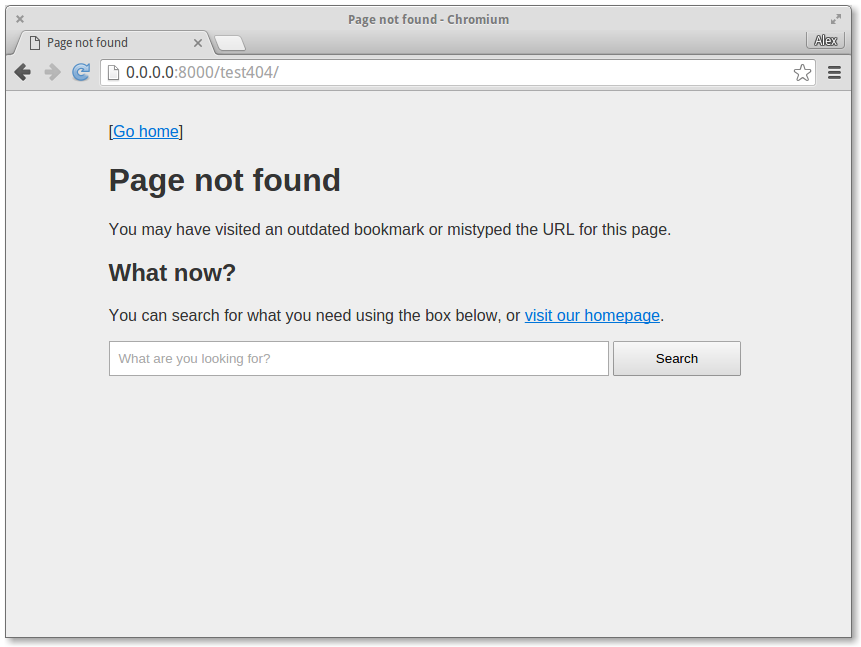 Page not found - Chromium
Page not found
Alex
0.0.0.0:8000/test404/
[Go home]
Page not found
You may have visited an outdated bookmark or mistyped the URL for this page.
What now?
You can search for what you need using the box below, or visit our homepage.
What are you looking for?
Search